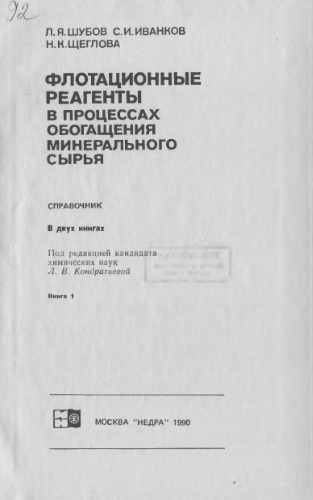 92
Л.Я.ШУБОВ С.И.ИВАНКОВ
Н.К.ЩЕГЛОВА
ФЛОТАЦИОННЫЕ
РЕАГЕНТЫ
В ПРОЦЕССАХ
ОБОГАЩЕНИЯ
МИНЕРАЛЬНОГО
СЫРЬЯ
СПРАВОЧНИК
В двух книгах
Под редакцией кандидата
химических наук
Л. В. Кондратьевой
Книга 1
МОСКВА "НЕДРА" 1990